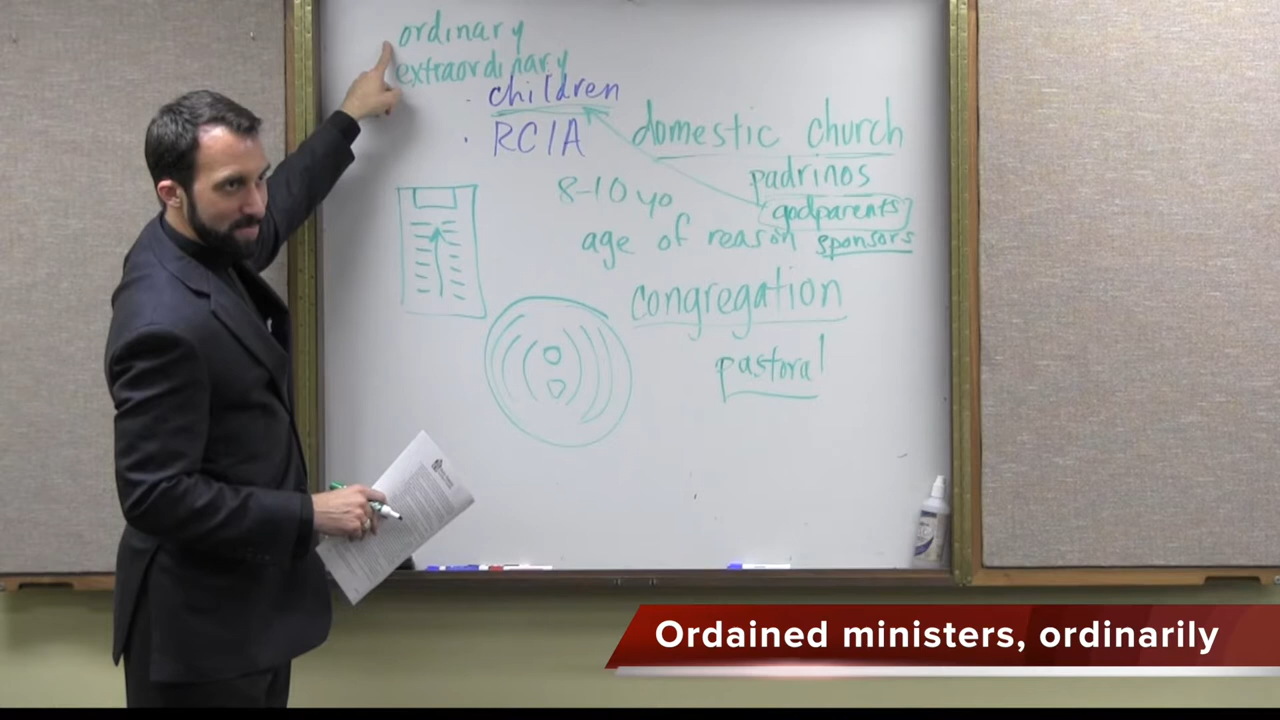 ordinary
extraordinary
· children
· RCIA
domestic church
padrinos
godparents
8-10 yo
age of reason sponsors
congregation
pastoral
Ordained ministers, ordinarily